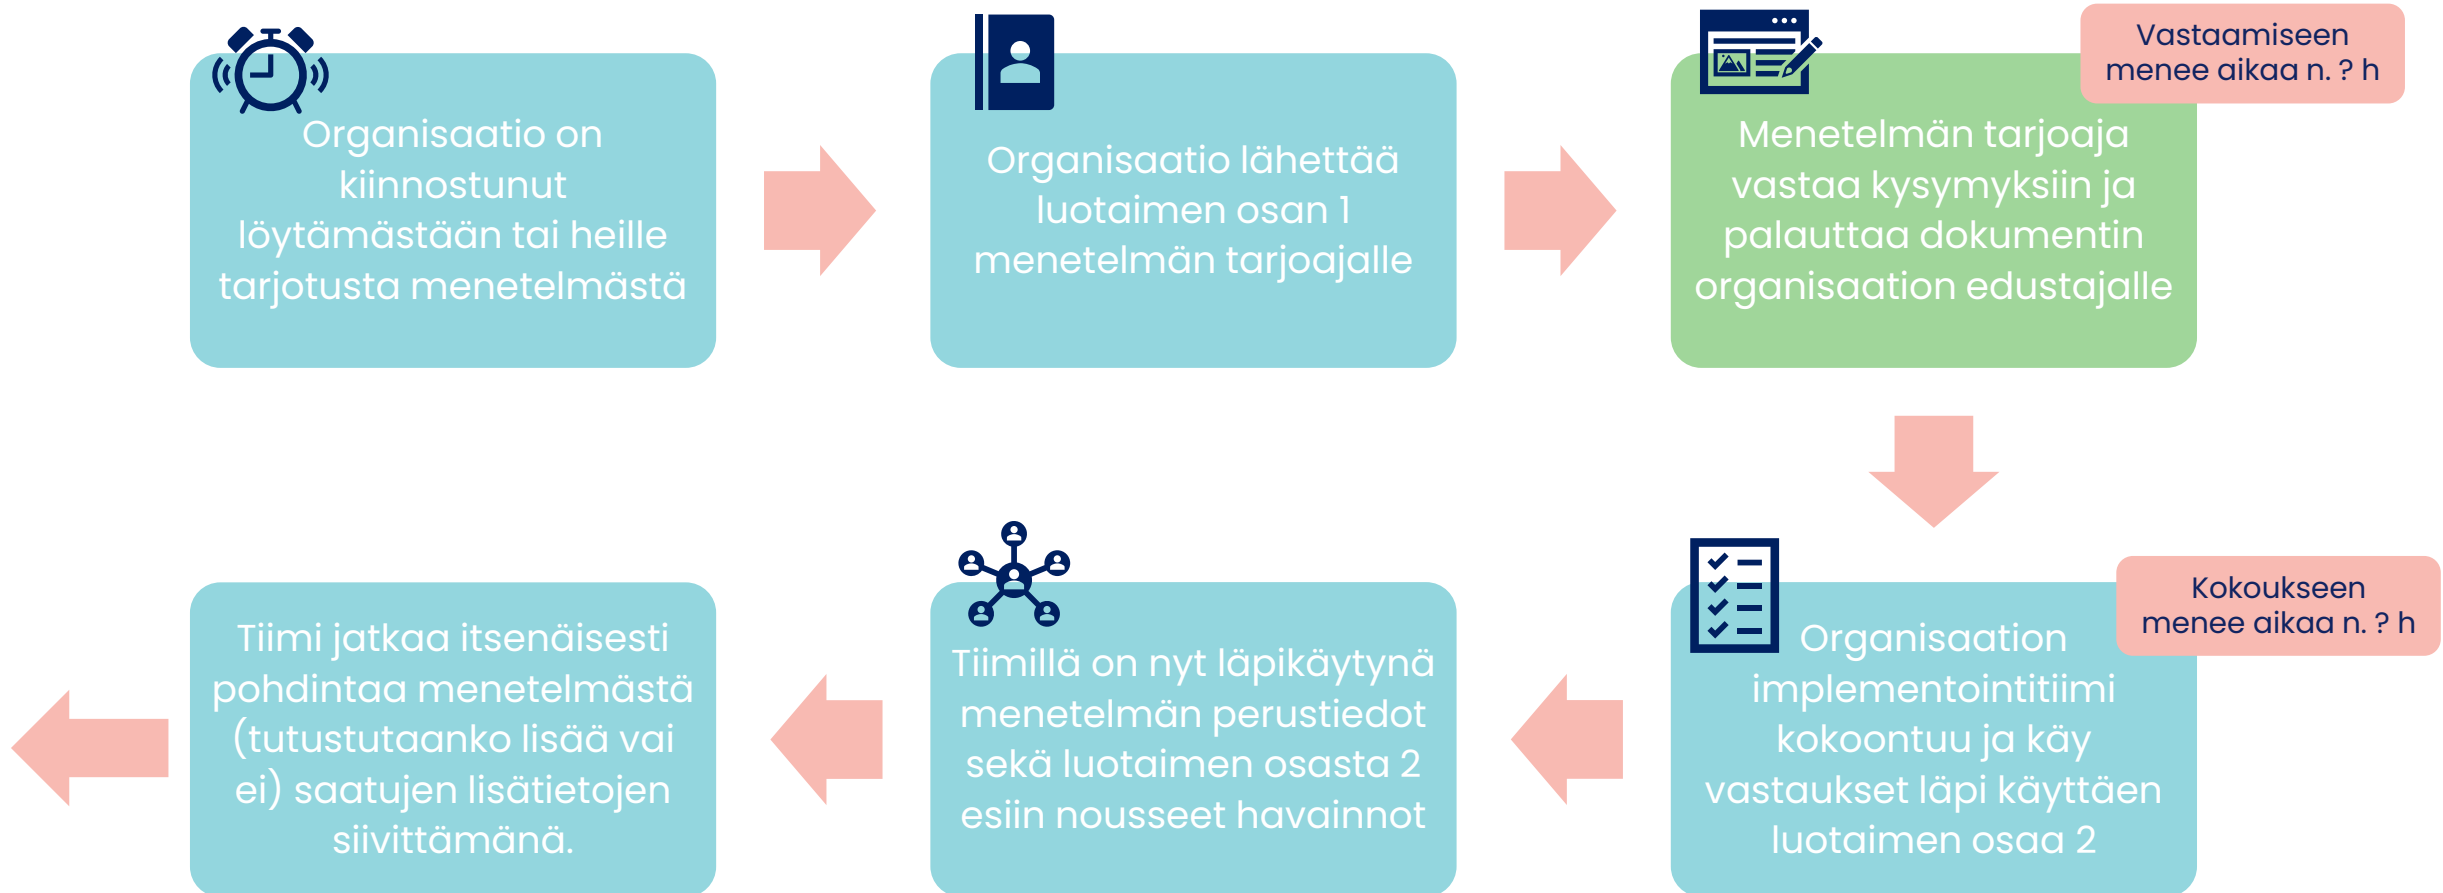 Organisaatio on
kiinnostunut
löytämästään tai heille
tarjotusta menetelmästä
Organisaatio lähettää
luotaimen osan 1
menetelmän tarjoajalle
Vastaamiseen
menee aikaa n. ? h
Menetelmän tarjoaja
vastaa kysymyksiin ja
palauttaa dokumentin
organisaation edustajalle
Kokoukseen
menee aikaa n. ? h
Organisaation
implementointitiimi
kokoontuu ja käy
vastaukset läpi käyttäen
luotaimen osaa 2
Tiimillä on nyt läpikäytynä
menetelmän perustiedot
sekä luotaimen osasta 2
esiin nousseet havainnot
Tiimi jatkaa itsenäisesti
pohdintaa menetelmästä
(tutustutaanko lisää vai
ei) saatujen lisätietojen
siivittämänä.